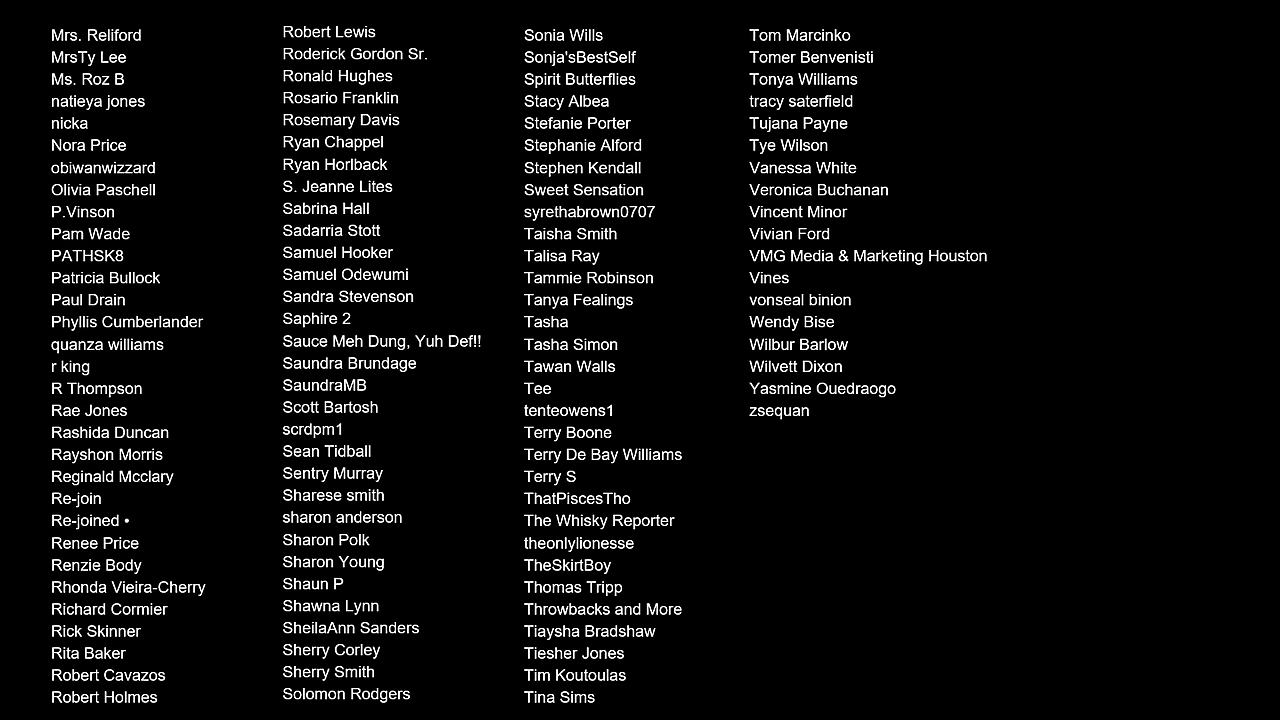 Mrs. Reliford
MrsTy Lee
Ms. Roz B
natieya jones
nicka
Nora Price
obiwanwizzard
Olivia Paschell
P.Vinson
Pam Wade
PATHSK8
Patricia Bullock
Paul Drain
Phyllis Cumberlander
quanza williams
r king
R Thompson
Rae Jones
Rashida Duncan
Rayshon Morris
Reginald Mcclary
Re-join
Re-joined •
Renee Price
Renzie Body
Rhonda Vieira-Cherry
Richard Cormier
Rick Skinner
Rita Baker
Robert Cavazos
Robert Holmes
Robert Lewis
Roderick Gordon Sr.
Ronald Hughes
Rosario Franklin
Rosemary Davis
Ryan Chappel
Ryan Horlback
S. Jeanne Lites
Sabrina Hall
Sadarria Stott
Samuel Hooker
Samuel Odewumi
Sandra Stevenson
Saphire 2
Sauce Meh Dung, Yuh Def!!
Saundra Brundage
SaundraMB
Scott Bartosh
scrdpm1
Sean Tidball
Sentry Murray
Sharese smith
sharon anderson
Sharon Polk
Sharon Young
Shaun P
Shawna Lynn
SheilaAnn Sanders
Sherry Corley
Sherry Smith
Solomon Rodgers
Sonia Wills
Sonja'sBestSelf
Spirit Butterflies
Stacy Albea
Stefanie Porter
Stephanie Alford
Stephen Kendall
Sweet Sensation
syrethabrown0707
Taisha Smith
Talisa Ray
Tammie Robinson
Tanya Fealings
Tasha
Tasha Simon
Tawan Walls
Tee
tenteowens1
Terry Boone
Terry De Bay Williams
Terry S
ThatPiscesTho
The Whisky Reporter
theonlylionesse
TheSkirtBoy
Thomas Tripp
Throwbacks and More
Tiaysha Bradshaw
Tiesher Jones
Tim Koutoulas
Tina Sims
Tom Marcinko
Tomer Benvenisti
Tonya Williams
tracy saterfield
Tujana Payne
Tye Wilson
Vanessa White
Veronica Buchanan
Vincent Minor
Vivian Ford
VMG Media & Marketing Houston
Vines
vonseal binion
Wendy Bise
Wilbur Barlow
Wilvett Dixon
Yasmine Ouedraogo
zsequan